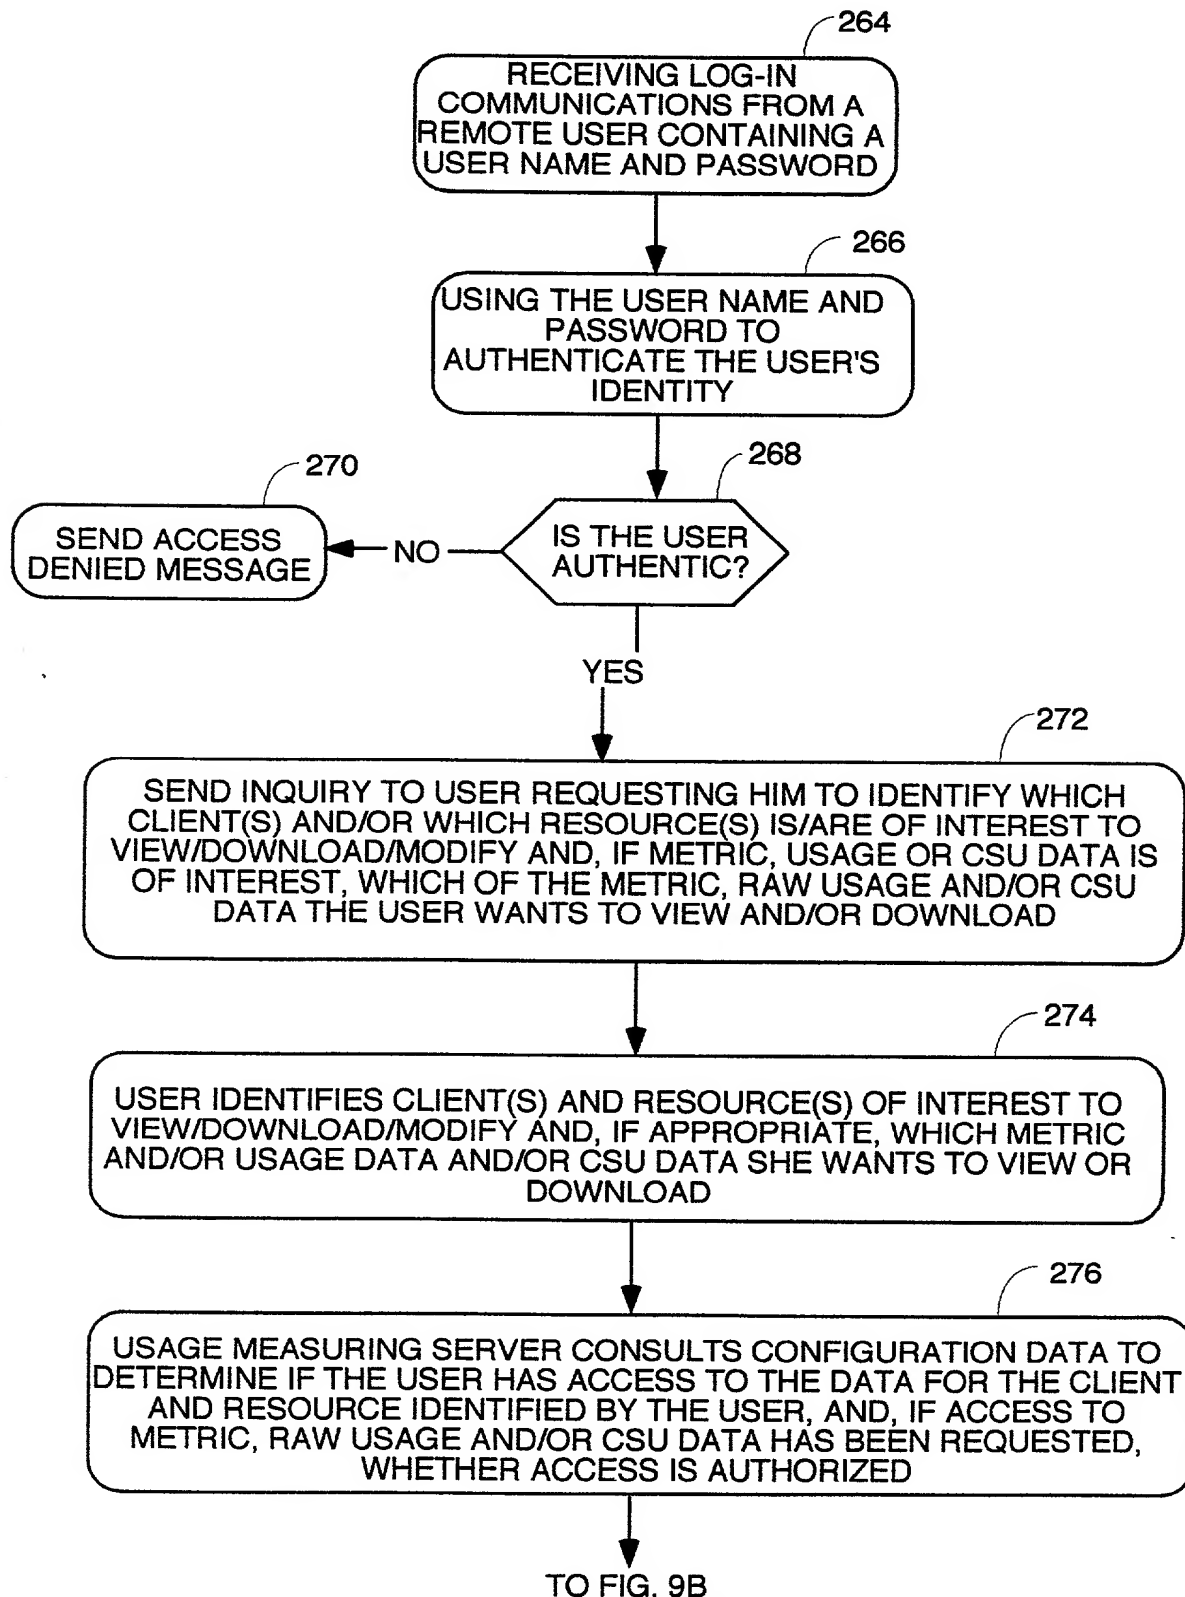 264
RECEIVING LOG-IN
COMMUNICATIONS FROM A
REMOTE USER CONTAINING A
USER NAME AND PASSWORD
266
USING THE USER NAME AND
PASSWORD TO
AUTHENTICATE THE USER'S
IDENTITY
268
IS THE USER
AUTHENTIC?
NO
270
SEND ACCESS
DENIED MESSAGE
YES
272
SEND INQUIRY TO USER REQUESTING HIM TO IDENTIFY WHICH
CLIENT(S) AND/OR WHICH RESOURCE(S) IS/ARE OF INTEREST TO
VIEW/DOWNLOAD/MODIFY AND, IF METRIC, USAGE OR CSU DATA IS
OF INTEREST, WHICH OF THE METRIC, RAW USAGE AND/OR CSU
DATA THE USER WANTS TO VIEW AND/OR DOWNLOAD
274
USER IDENTIFIES CLIENT(S) AND RESOURCE(S) OF INTEREST TO
VIEW/DOWNLOAD/MODIFY AND, IF APPROPRIATE, WHICH METRIC
AND/OR USAGE DATA AND/OR CSU DATA SHE WANTS TO VIEW OR
DOWNLOAD
276
USAGE MEASURING SERVER CONSULTS CONFIGURATION DATA TO
DETERMINE IF THE USER HAS ACCESS TO THE DATA FOR THE CLIENT
AND RESOURCE IDENTIFIED BY THE USER, AND, IF ACCESS TO
METRIC, RAW USAGE AND/OR CSU DATA HAS BEEN REQUESTED,
WHETHER ACCESS IS AUTHORIZED
TO FIG. 9B